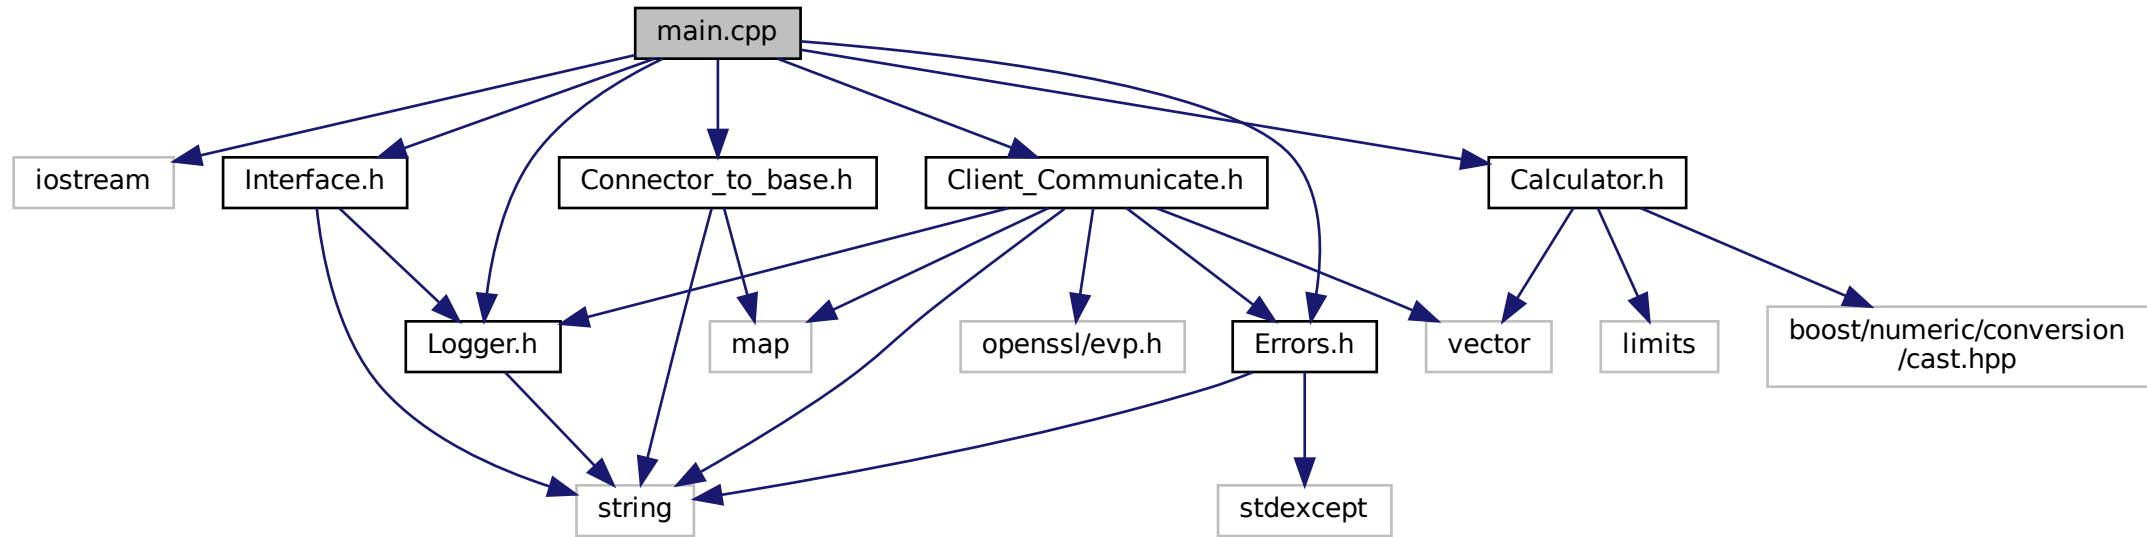 main.cpp
iostream
Interface.h
Connector_to_base.h
Client_Communicate.h
Calculator.h
Logger.h
map
openssl/evp.h
Errors.h
vector
limits
boost/numeric/conversion
/cast.hpp
string
stdexcept